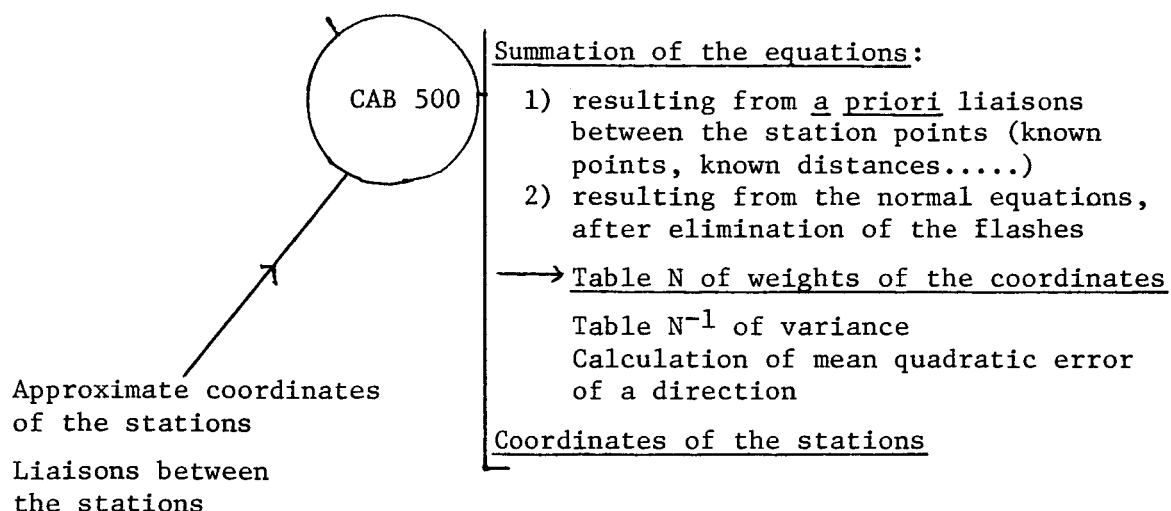 CAB 500
Summation of the equations:
1) resulting from a priori liaisons
between the station points (known
points, known distances.....)
2) resulting from the normal equations,
after elimination of the flashes
Table N of weights of the coordinates
Table N⁻¹ of variance
Calculation of mean quadratic error
of a direction
Coordinates of the stations
Approximate coordinates
of the stations
Liaisons between
the stations